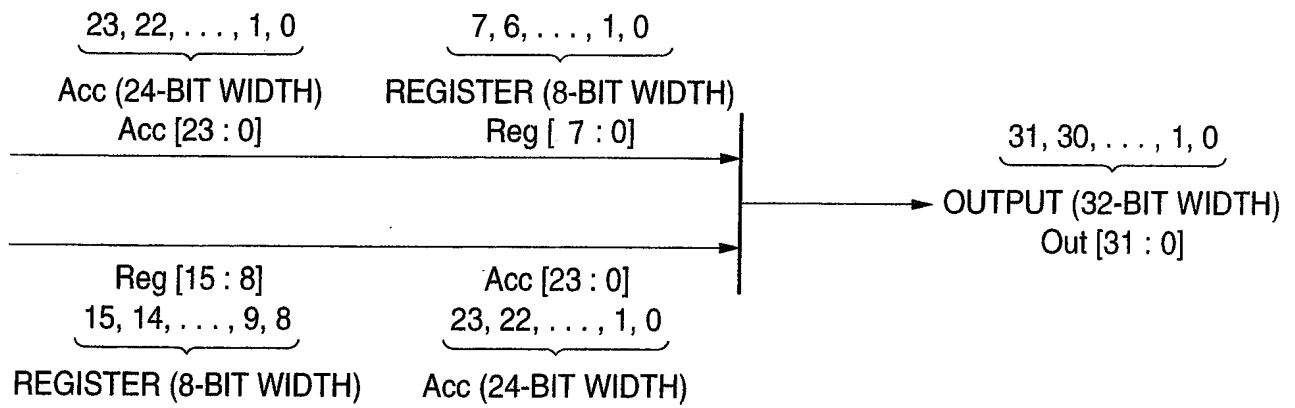 23, 22, . . . , 1, 0
7, 6, . . . , 1, 0
Acc (24-BIT WIDTH)
REGISTER (8-BIT WIDTH)
Acc [23 : 0]
Reg [ 7 : 0]
31, 30, . . . , 1, 0
OUTPUT (32-BIT WIDTH)
Out [31 : 0]
Reg [15 : 8]
Acc [23 : 0]
15, 14, . . . , 9, 8
23, 22, . . . , 1, 0
REGISTER (8-BIT WIDTH)
Acc (24-BIT WIDTH)